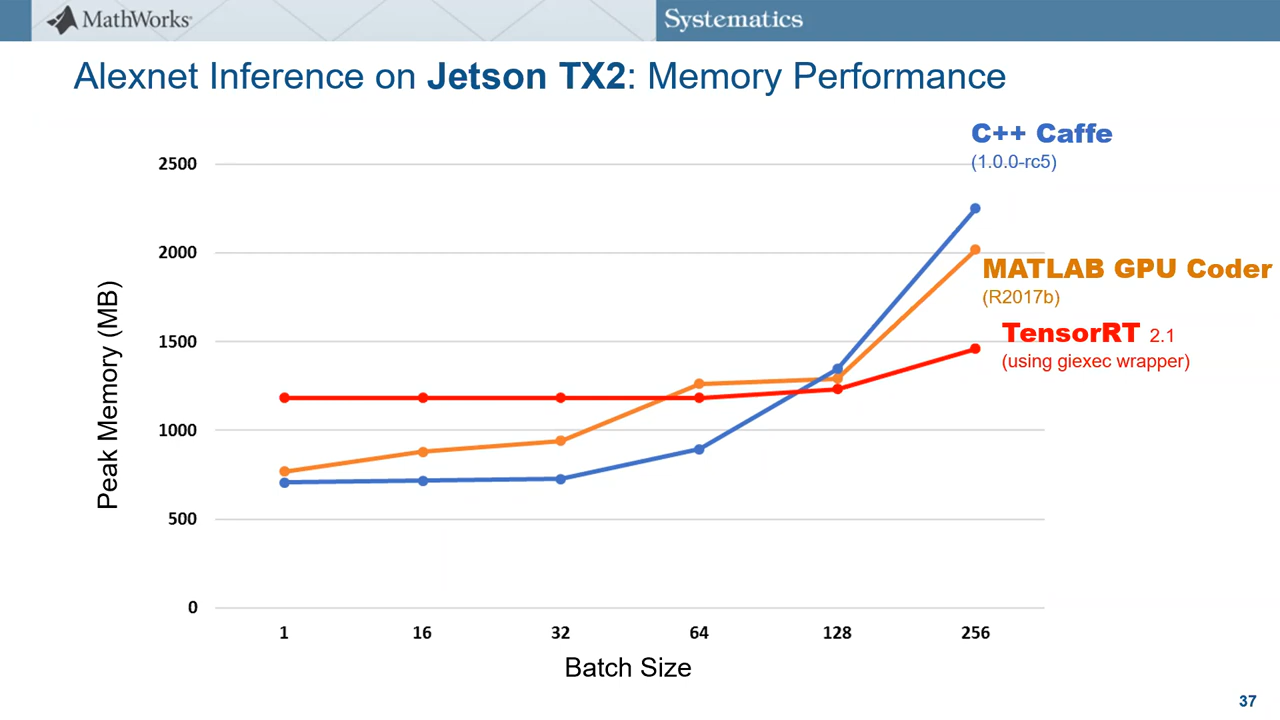 MathWorks®
Systematics
Alexnet Inference on Jetson TX2: Memory Performance
C++ Caffe
(1.0.0-rc5)
MATLAB GPU Coder
(R2017b)
TensorRT 2.1
(using giexec wrapper)
Peak Memory (MB)
2500
2000
1500
1000
500
0
1 16 32 64 128 256
Batch Size
37